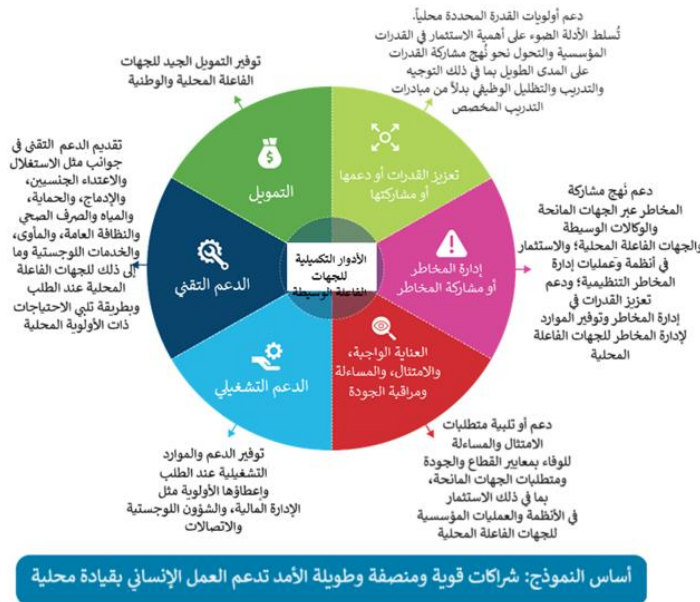 دعم أولويات القدرة المحددة محلياً.
تُسلط الأدلة الضوء على أهمية الاستثمار في القدرات
المؤسسية والتحول نحو نُهج مشاركة القدرات
على المدى الطويل بما في ذلك التوجيه
والتدريب والتظليل الوظيفي بدلاً من مبادرات
التدريب المخصص
توفير التمويل الجيد للجهات
الفاعلة المحلية والوطنية
تعزيز القدرات أو دعمها
أو مشاركتها
التمويل
تقديم الدعم التقني في
جوانب مثل الاستغلال
والاعتداء الجنسيين،
والإدماج، والحماية،
والمياه والصرف الصحي
والنظافة العامة، والمأوى،
والخدمات اللوجستية وما
إلى ذلك للجهات الفاعلة
المحلية عند الطلب
وبطريقة تلبي الاحتياجات
ذات الأولوية المحلية
دعم نُهج مشاركة
المخاطر عبر الجهات المانحة
والوكالات الوسيطة
والجهات الفاعلة المحلية؛ والاستثمار
في أنظمة وعمليات إدارة
المخاطر التنظيمية؛ ودعم
تعزيز القدرات في
إدارة المخاطر وتوفير الموارد
لإدارة المخاطر للجهات الفاعلة
المحلية
إدارة المخاطر
أو مشاركة المخاطر
الأدوار التكميلية
للجهات
الفاعلة الوسيطة
الدعم التقني
العناية الواجبة،
والامتثال، والمساءلة
ومراقبة الجودة
الدعم التشغيلي
دعم أو تلبية متطلبات
الامتثال والمساءلة
للوفاء بمعايير القطاع والجودة
ومتطلبات الجهات المانحة،
بما في ذلك الاستثمار
في الأنظمة والعمليات المؤسسية
للجهات الفاعلة المحلية
توفير الدعم والموارد
التشغيلية عند الطلب
وإعطاؤها الأولوية مثل
الإدارة المالية، والشؤون اللوجستية
والاتصالات
أساس النموذج: شراكات قوية ومنصفة وطويلة الأمد تدعم العمل الإنساني بقيادة محلية